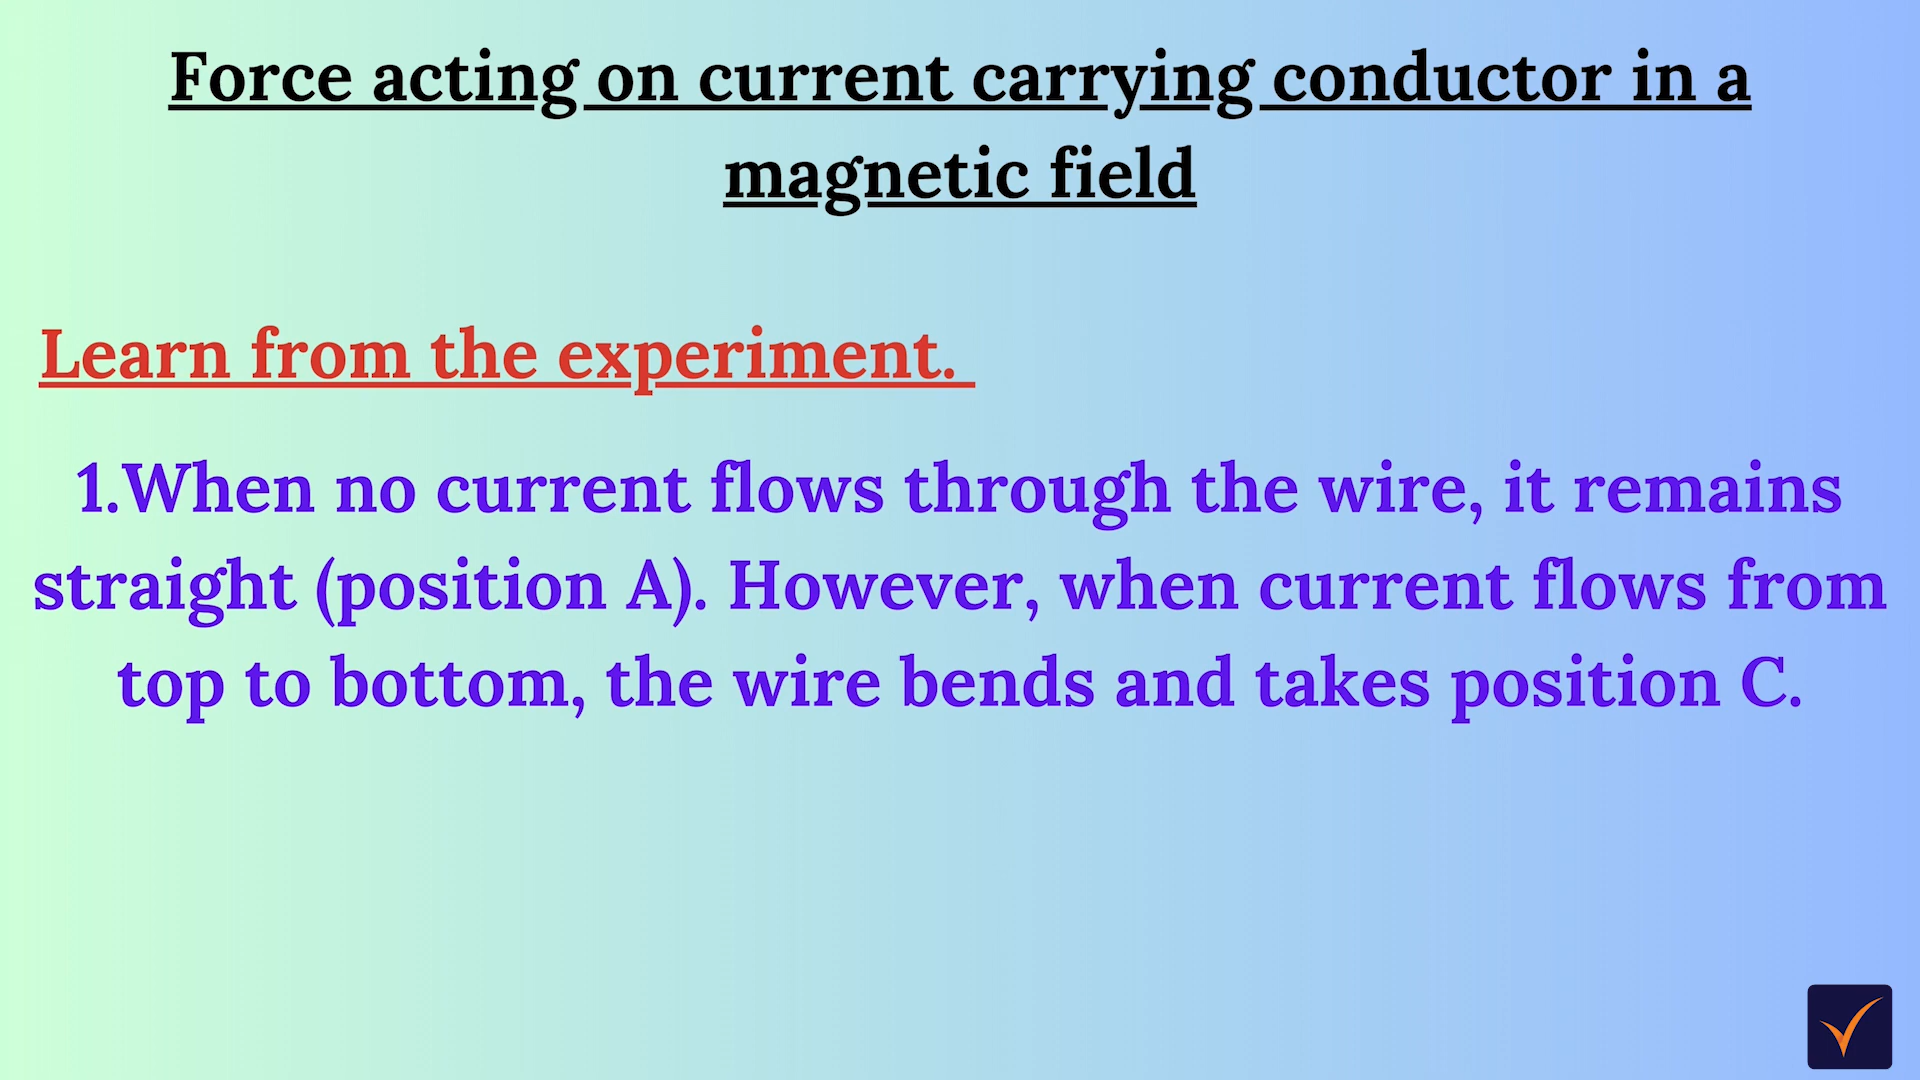 Force acting on current carrying conductor in a
magnetic field
Learn from the experiment.
1.When no current flows through the wire, it remains
straight (position A). However, when current flows from
top to bottom, the wire bends and takes position C.